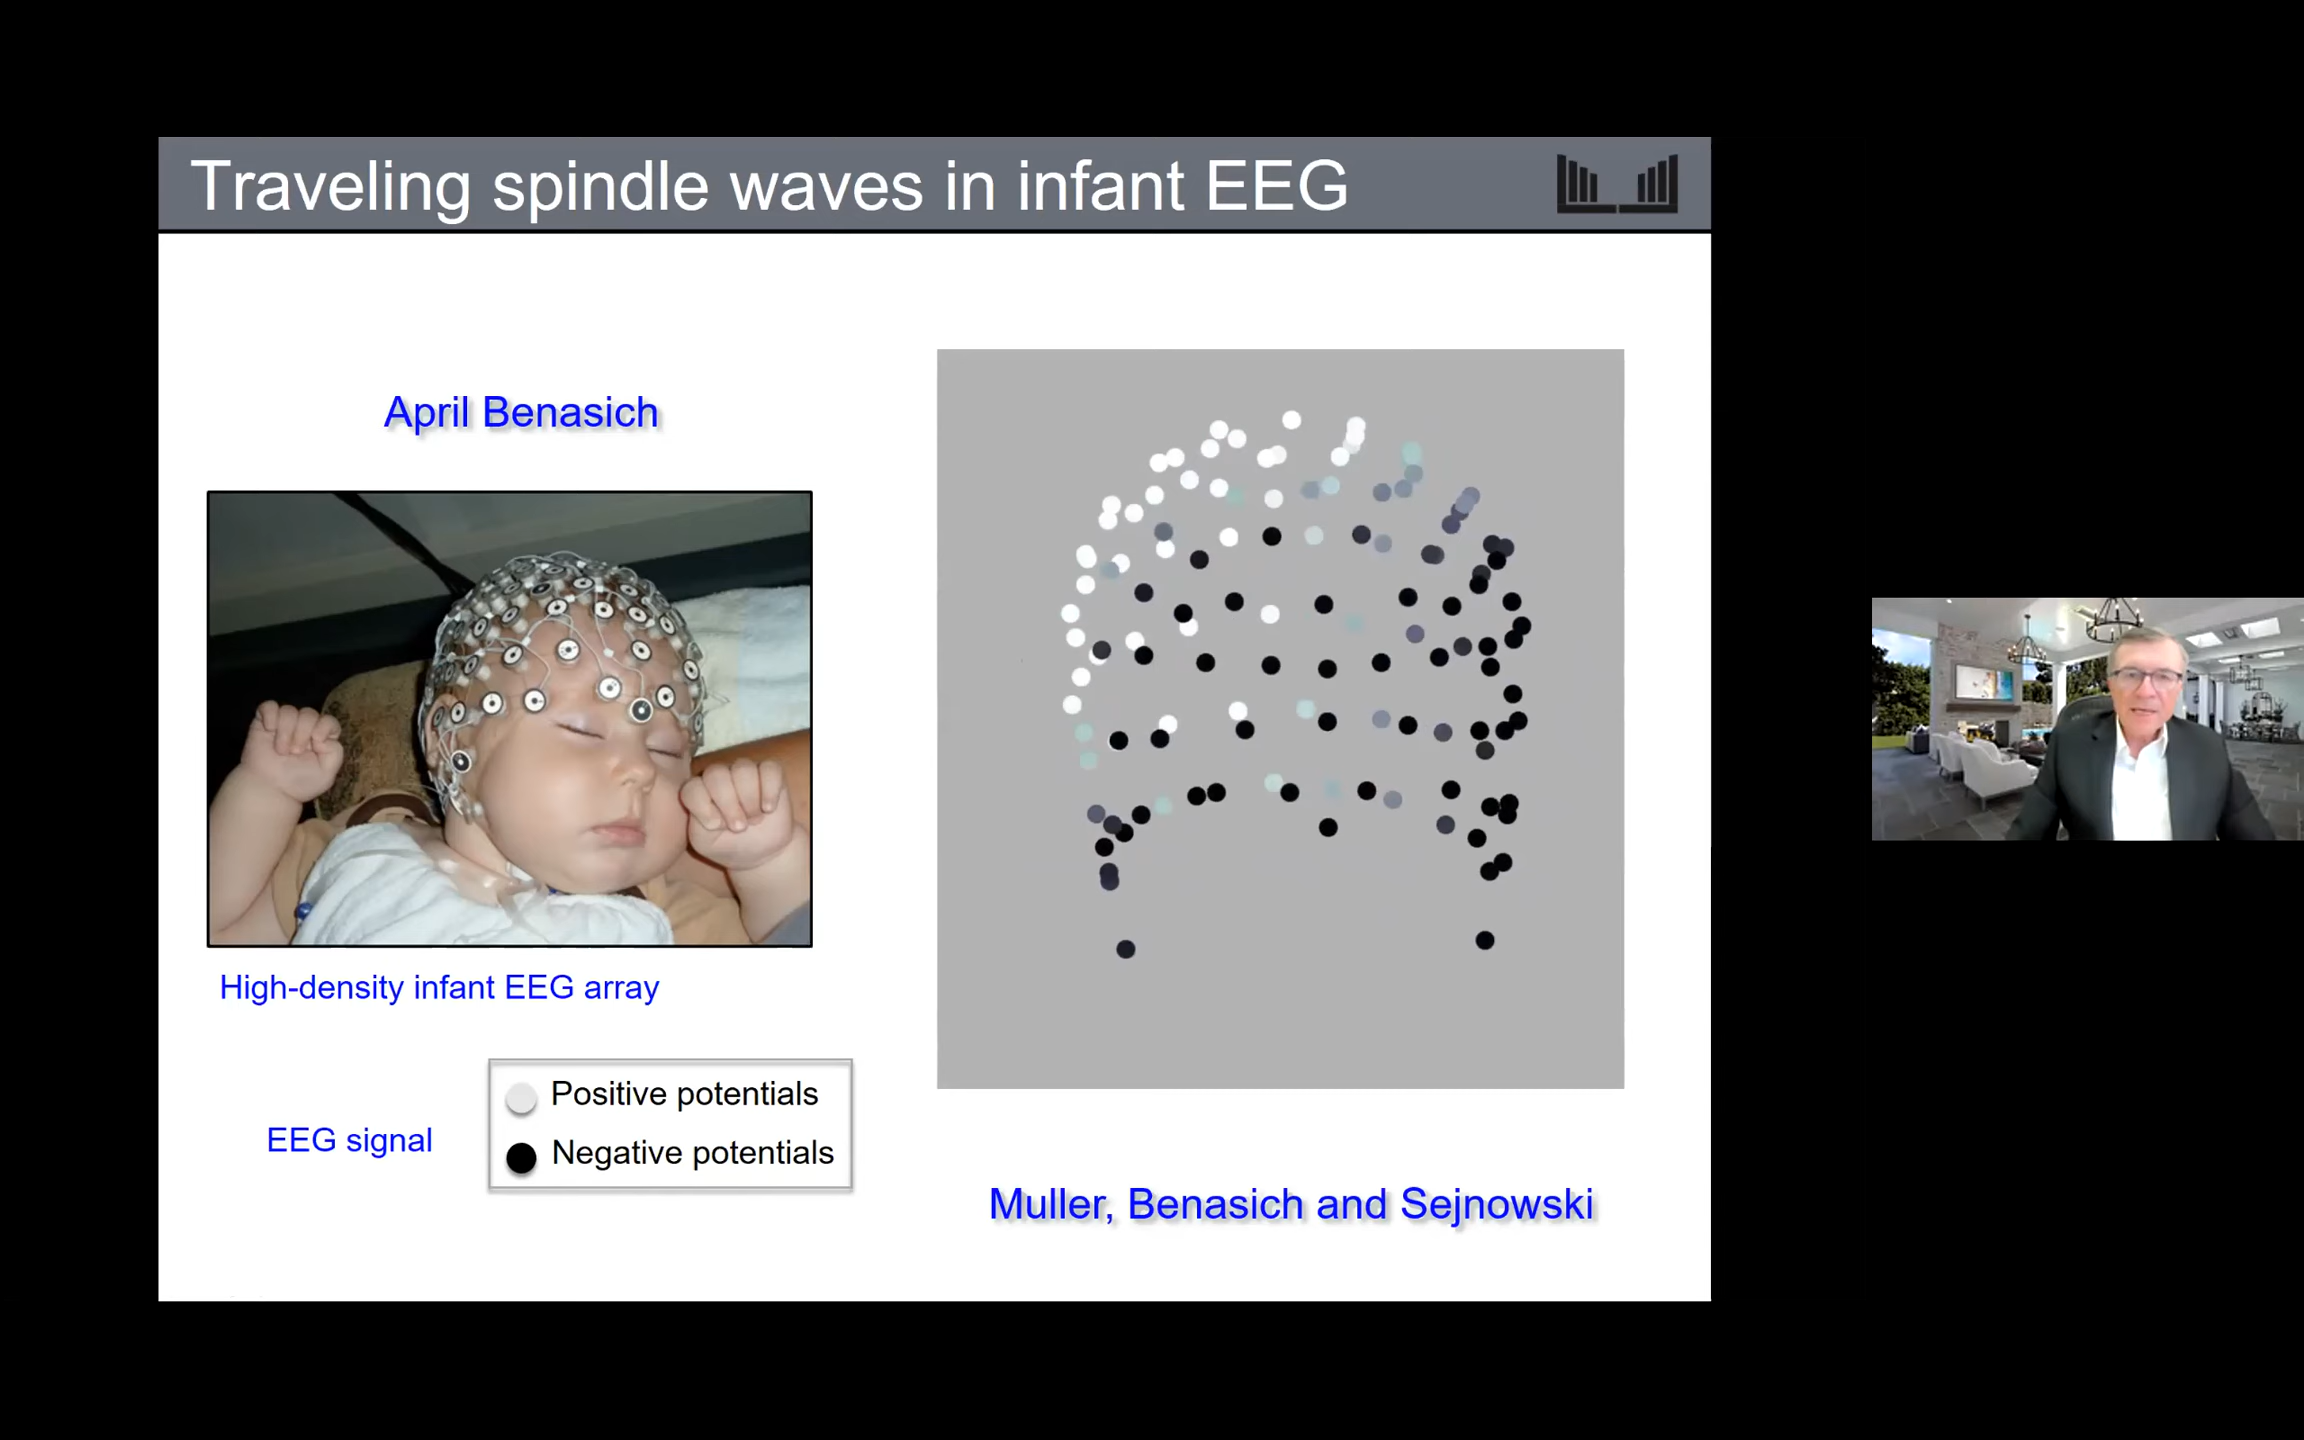 Traveling spindle waves in infant EEG
April Benasich
High-density infant EEG array
EEG signal
Positive potentials
Negative potentials
Muller, Benasich and Sejnowski